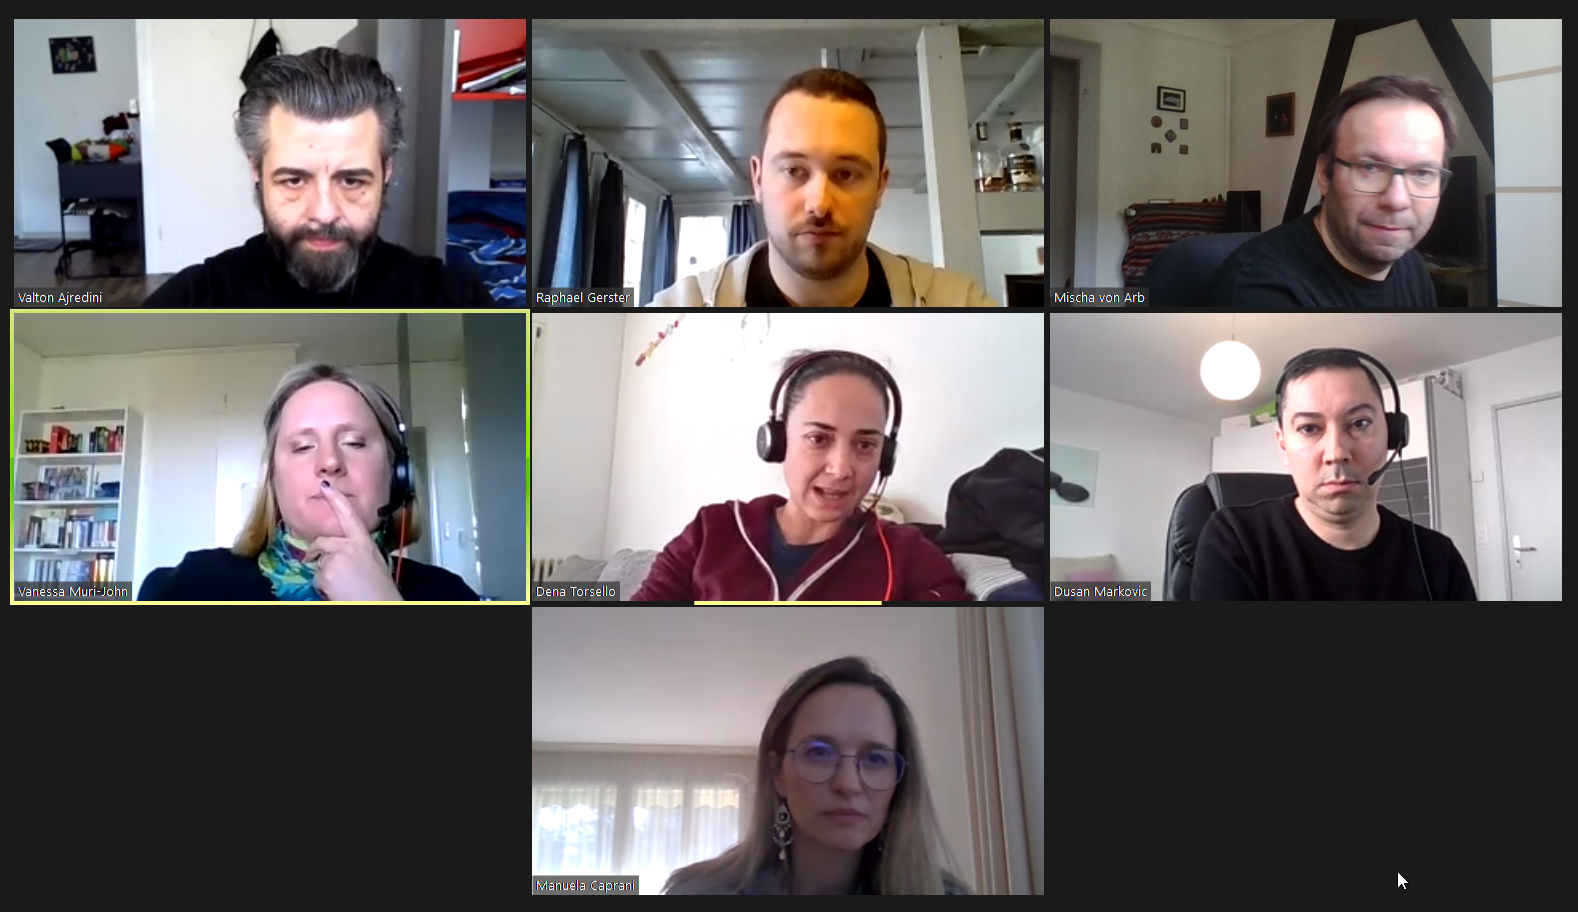 Valton Ajredini
Raphael Gerster
Mischa von Arb
Vanessa Muri-John
Dena Torsello
Dusan Markovic
Manuela Caprani